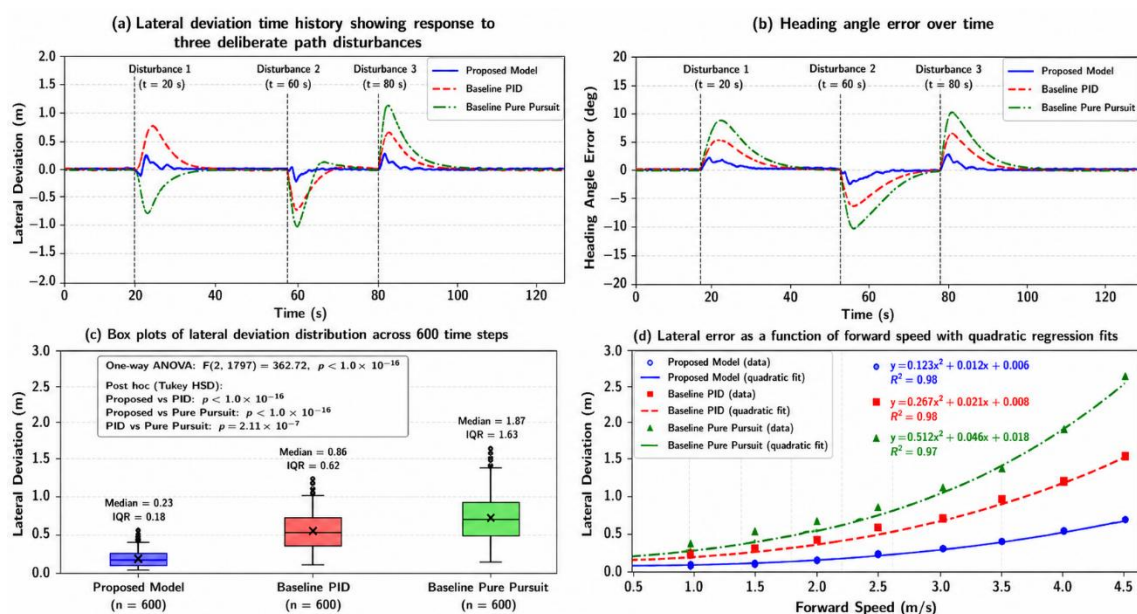 (a) Lateral deviation time history showing response to
three deliberate path disturbances
Disturbance 1
(t = 20 s)
Disturbance 2
(t = 60 s)
Disturbance 3
(t = 80 s)
Proposed Model
Baseline PID
Baseline Pure Pursuit
Lateral Deviation (m)
2.0
1.5
1.0
0.5
0.0
−0.5
−1.0
−1.5
−2.0
0
20
40
60
80
100
120
Time (s)
(b) Heading angle error over time
Disturbance 1
(t = 20 s)
Disturbance 2
(t = 60 s)
Disturbance 3
(t = 80 s)
Proposed Model
Baseline PID
Baseline Pure Pursuit
Heading Angle Error (deg)
20
15
10
5
0
−5
−10
−15
−20
0
20
40
60
80
100
120
Time (s)
(c) Box plots of lateral deviation distribution across 600 time steps
One-way ANOVA: F(2, 1797) = 362.72, p < 1.0 × 10⁻¹⁶
Post hoc (Tukey HSD):
Proposed vs PID: p < 1.0 × 10⁻¹⁶
Proposed vs Pure Pursuit: p < 1.0 × 10⁻¹⁶
PID vs Pure Pursuit: p = 2.11 × 10⁻⁷
Median = 0.23
IQR = 0.18
Median = 0.86
IQR = 0.62
Median = 1.87
IQR = 1.63
Lateral Deviation (m)
3.0
2.5
2.0
1.5
1.0
0.5
0.0
Proposed Model
(n = 600)
Baseline PID
(n = 600)
Baseline Pure Pursuit
(n = 600)
(d) Lateral error as a function of forward speed with quadratic regression fits
Proposed Model (data)
Proposed Model (quadratic fit)
Baseline PID (data)
Baseline PID (quadratic fit)
Baseline Pure Pursuit (data)
Baseline Pure Pursuit (quadratic fit)
y=0.123x² + 0.012x + 0.006
R² = 0.98
y=0.267x² + 0.021x + 0.008
R² = 0.98
y=0.512x² + 0.046x + 0.018
R² = 0.97
Lateral Deviation (m)
3.0
2.5
2.0
1.5
1.0
0.5
0.0
0.5
1.0
1.5
2.0
2.5
3.0
3.5
4.0
4.5
Forward Speed (m/s)